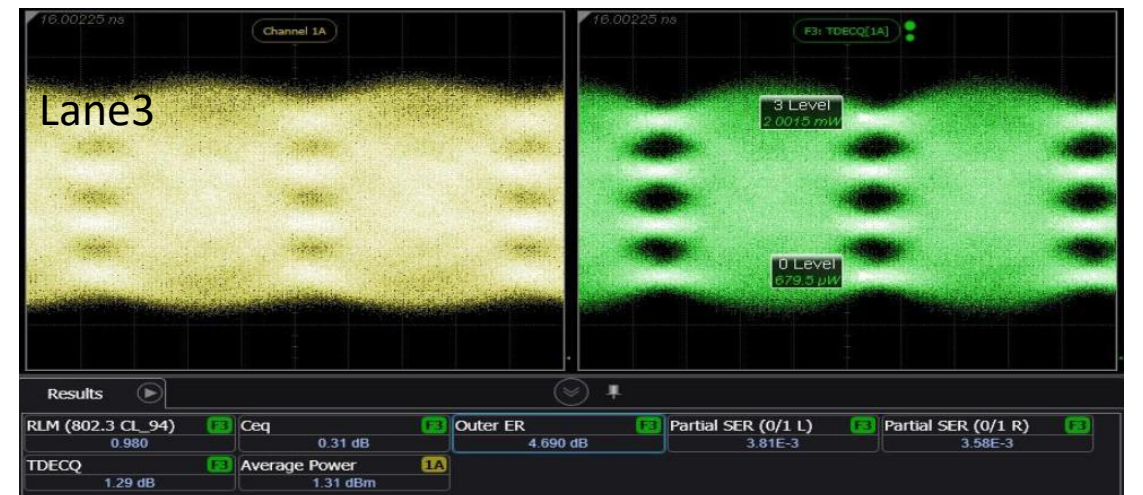 16.00225 ns
Channel 1A
Lane3
16.00225 ns
F3: TDECQ[1A]
3 Level
2.0015 mW
0 Level
679.5 µW
Results
RLM (802.3 CL_94) F3
0.980
Ceq F3
0.31 dB
Outer ER F3
4.690 dB
Partial SER (0/1 L) F3
3.81E-3
Partial SER (0/1 R) F3
3.58E-3
TDECQ F3
1.29 dB
Average Power 1A
1.31 dBm